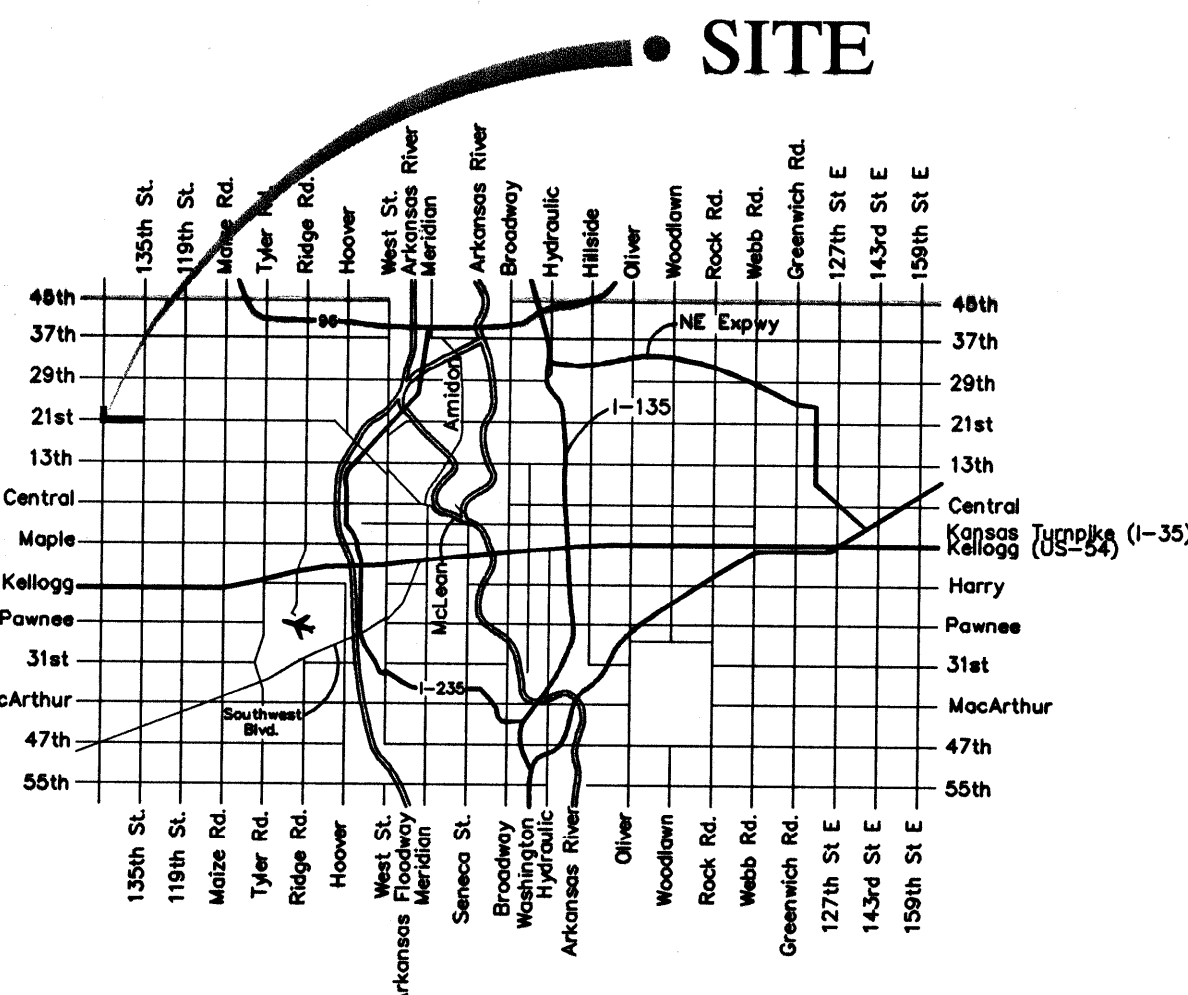 SITE
135th St.
119th St.
Maize Rd.
Tyler Rd.
Ridge Rd.
Hoover
West St.
Arkansas River
Meridian
Arkansas River
Broadway
Hydraulic
Hillside
Oliver
Woodlawn
Rock Rd.
Webb Rd.
Greenwich Rd.
127th St E
143rd St E
159th St E
45th
37th
29th
21st
13th
Central
Maple
Kellogg
Pawnee
31st
cArthur
47th
55th
96
NE Expwy
I-135
Amidon
McLean
I-235
Southwest
Blvd.
45th
37th
29th
21st
13th
Central
Kansas Turnpike (I-35)
Kellogg (US-54)
Harry
Pawnee
31st
MacArthur
47th
55th
135th St.
119th St.
Maize Rd.
Tyler Rd.
Ridge Rd.
Hoover
West St.
Arkansas Floodway
Meridian
Seneca St.
Broadway
Washington
Hydraulic
Arkansas River
Oliver
Woodlawn
Rock Rd.
Webb Rd.
Greenwich Rd.
127th St E
143rd St E
159th St E